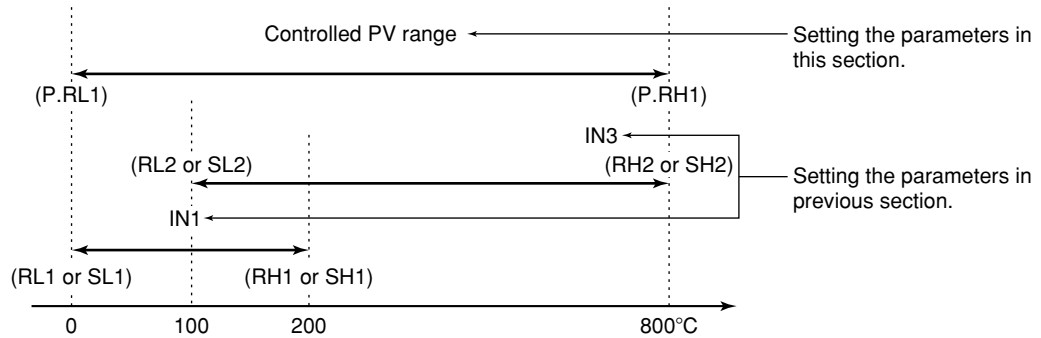 Controlled PV range
Setting the parameters in
this section.
(P.RL1)
(P.RH1)
IN3
(RL2 or SL2)
(RH2 or SH2)
Setting the parameters in
previous section.
IN1
(RL1 or SL1)
(RH1 or SH1)
0
100
200
800°C